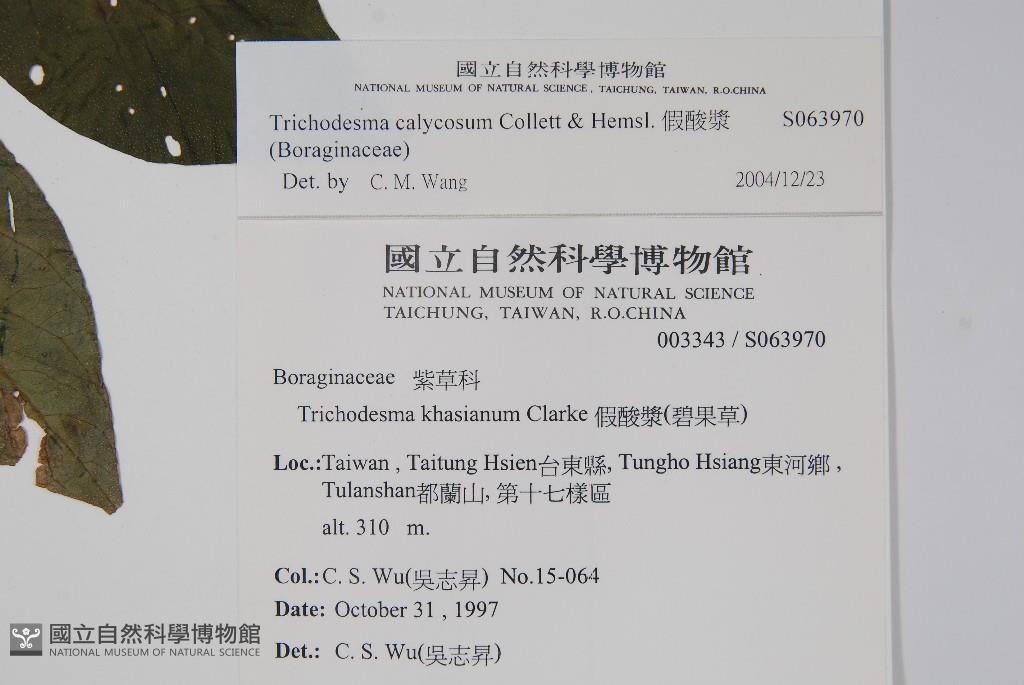 國立自然科學博物館
NATIONAL MUSEUM OF NATURAL SCIENCE, TAICHUNG, TAIWAN, R.O.CHINA
Trichodesma calycosum Collett & Hemsl. 假酸漿 S063970
(Boraginaceae)
Det. by C. M. Wang 2004/12/23
國立自然科學博物館
NATIONAL MUSEUM OF NATURAL SCIENCE
TAICHUNG, TAIWAN, R.O.CHINA
003343 / S063970
Boraginaceae 紫草科
Trichodesma khasianum Clarke 假酸漿(碧果草)
Loc.:Taiwan , Taitung Hsien台東縣, Tungho Hsiang東河鄉 ,
Tulanshan都蘭山, 第十七樣區
alt. 310 m.
Col.:C. S. Wu(吳志昇) No.15-064
Date: October 31 , 1997
Det.: C. S. Wu(吳志昇)
國立自然科學博物館
NATIONAL MUSEUM OF NATURAL SCIENCE